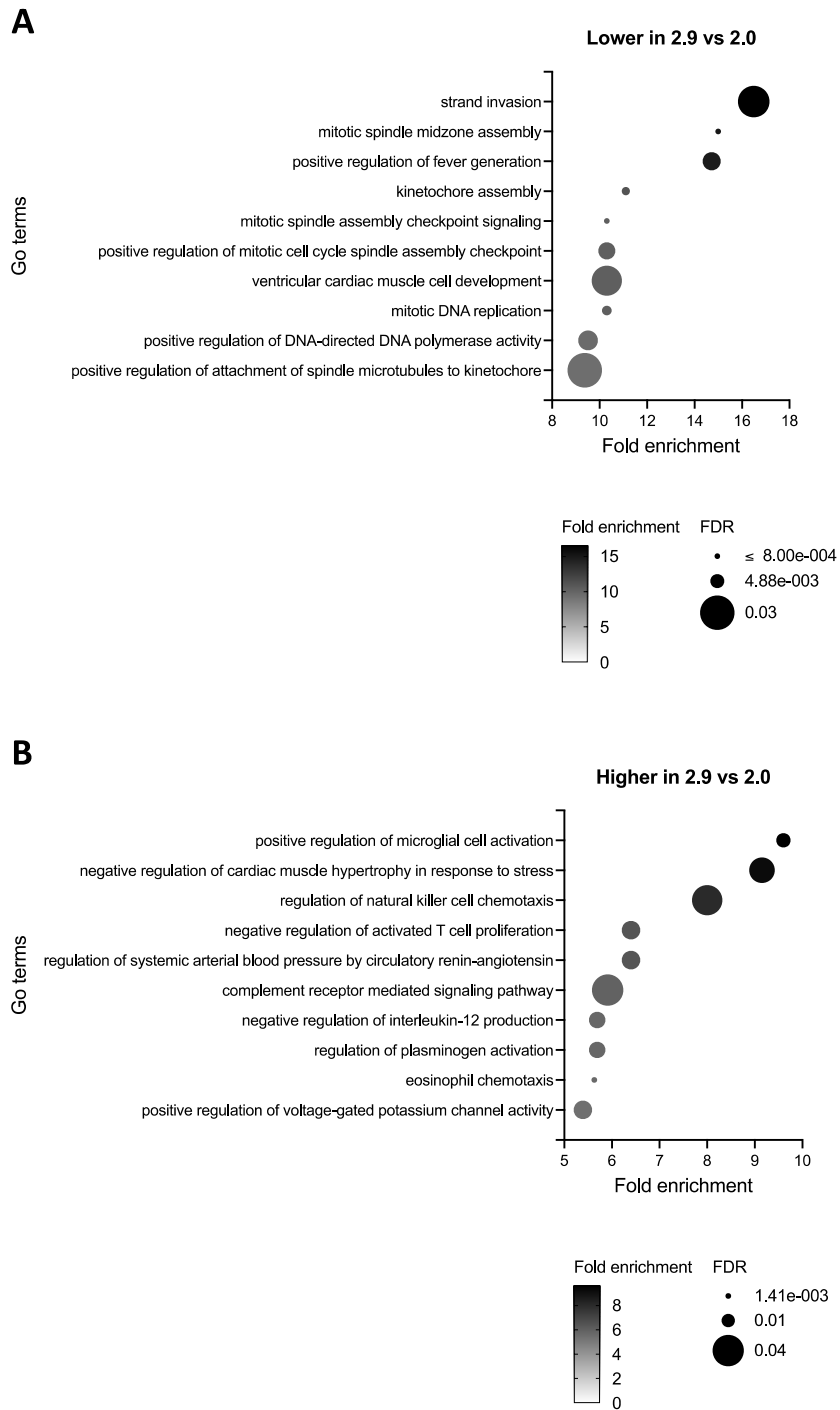 A
Lower in 2.9 vs 2.0
Go terms
strand invasion
mitotic spindle midzone assembly
positive regulation of fever generation
kinetochore assembly
mitotic spindle assembly checkpoint signaling
positive regulation of mitotic cell cycle spindle assembly checkpoint
ventricular cardiac muscle cell development
mitotic DNA replication
positive regulation of DNA-directed DNA polymerase activity
positive regulation of attachment of spindle microtubules to kinetochore
8 10 12 14 16 18
Fold enrichment
Fold enrichment
15
10
5
0
FDR
≤ 8.00e-004
4.88e-003
0.03
B
Higher in 2.9 vs 2.0
Go terms
positive regulation of microglial cell activation
negative regulation of cardiac muscle hypertrophy in response to stress
regulation of natural killer cell chemotaxis
negative regulation of activated T cell proliferation
regulation of systemic arterial blood pressure by circulatory renin-angiotensin
complement receptor mediated signaling pathway
negative regulation of interleukin-12 production
regulation of plasminogen activation
eosinophil chemotaxis
positive regulation of voltage-gated potassium channel activity
5 6 7 8 9 10
Fold enrichment
Fold enrichment
8
6
4
2
0
FDR
1.41e-003
0.01
0.04